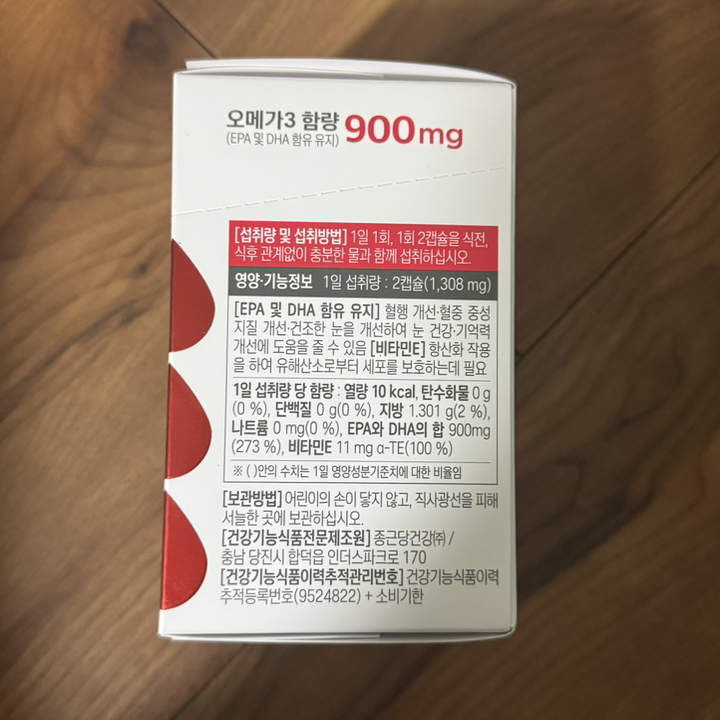 오메가3 함량 900mg
(EPA 및 DHA 함유 유지)
[섭취량 및 섭취방법] 1일 1회, 1회 2캡슐을 식전,
식후 관계없이 충분한 물과 함께 섭취하십시오.
영양·기능정보 1일 섭취량 : 2캡슐(1,308 mg)
[EPA 및 DHA 함유 유지] 혈행 개선·혈중 중성
지질 개선·건조한 눈을 개선하여 눈 건강·기억력
개선에 도움을 줄 수 있음 [비타민E] 항산화 작용
을 하여 유해산소로부터 세포를 보호하는데 필요
1일 섭취량 당 함량 : 열량 10 kcal, 탄수화물 0 g
(0 %), 단백질 0 g(0 %), 지방 1.301 g(2 %),
나트륨 0 mg(0 %), EPA와 DHA의 합 900mg
(273 %), 비타민E 11 mg α-TE(100 %)
※ ( )안의 수치는 1일 영양성분기준치에 대한 비율임
[보관방법] 어린이의 손이 닿지 않고, 직사광선을 피해
서늘한 곳에 보관하십시오.
[건강기능식품전문제조원] 종근당건강㈜ /
충남 당진시 합덕읍 인더스파크로 170
[건강기능식품이력추적관리번호] 건강기능식품이력
추적등록번호(9524822) + 소비기한